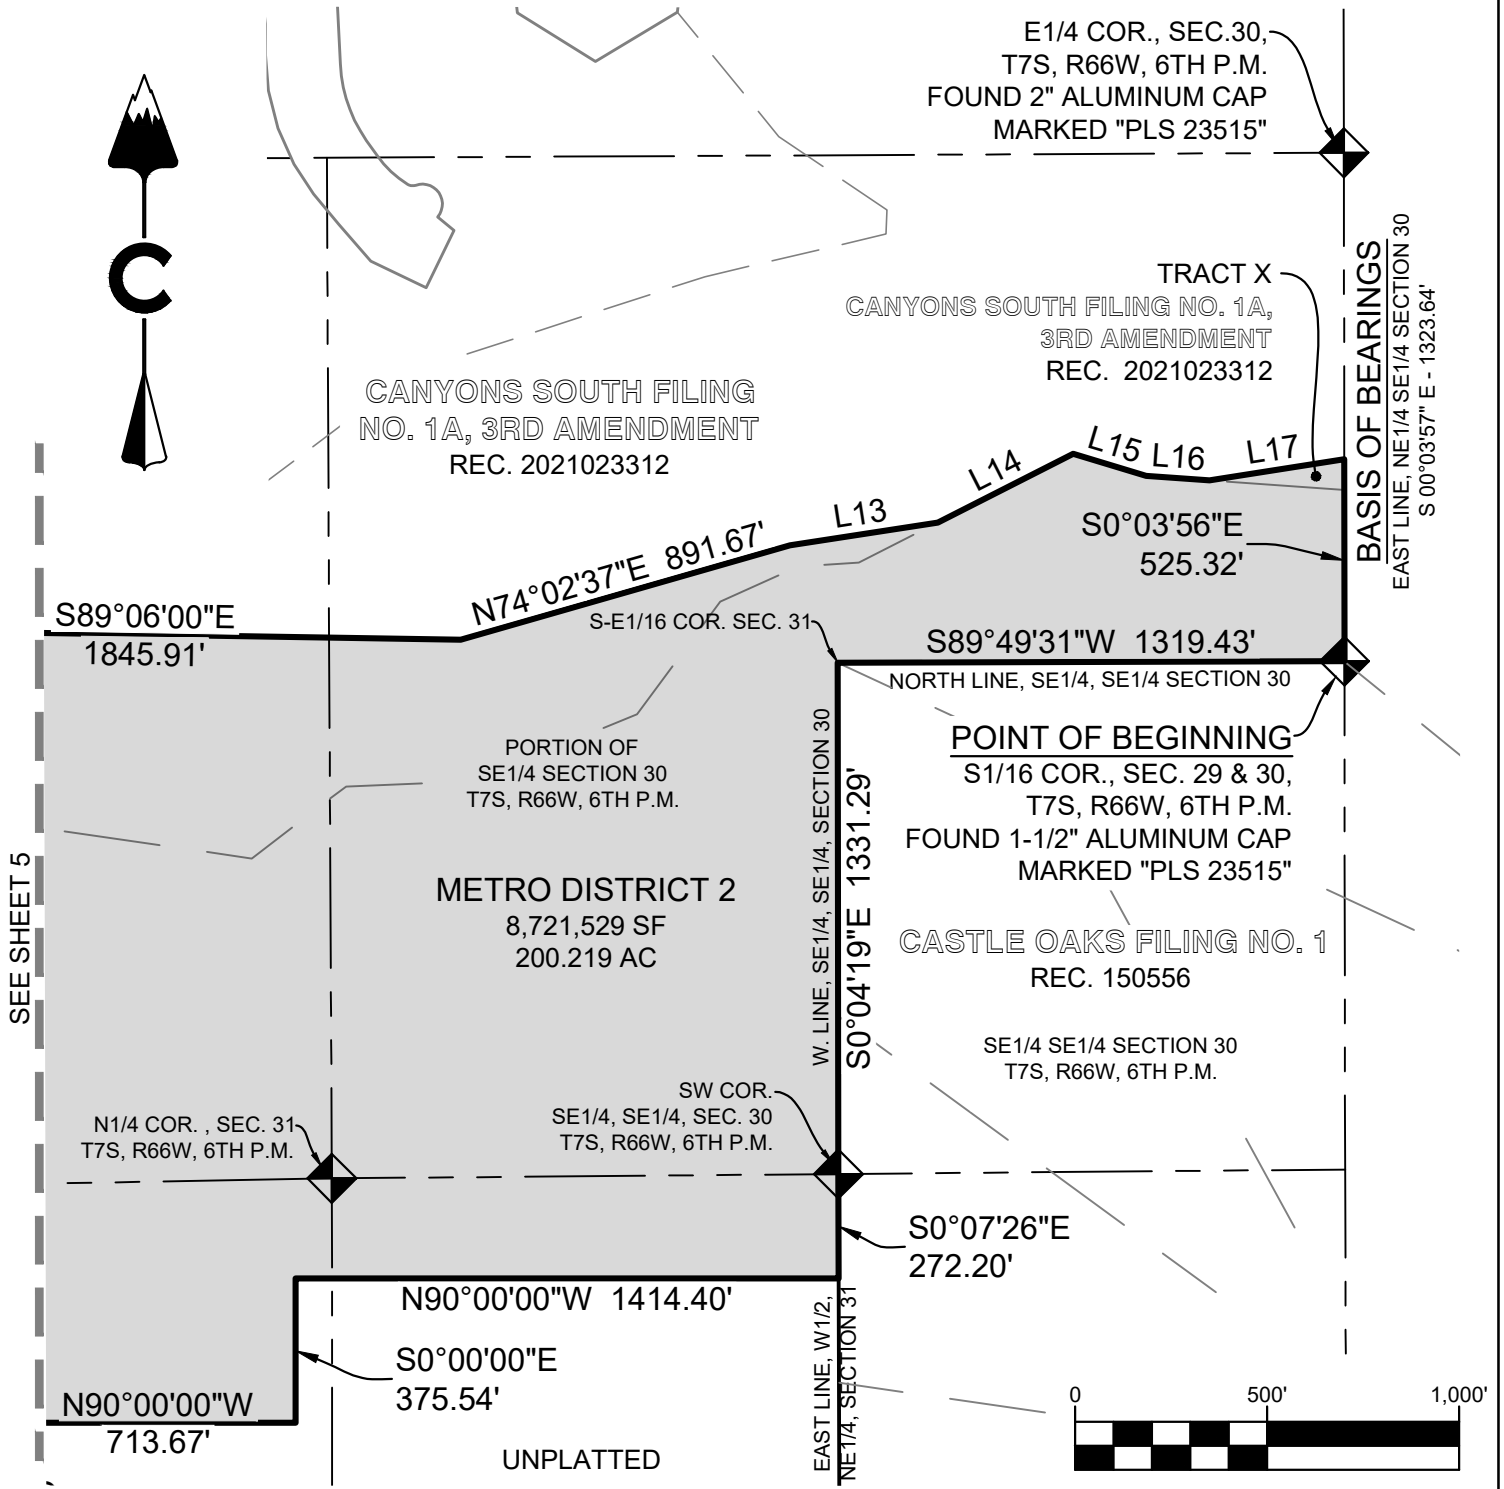 E1/4 COR., SEC.30,
T7S, R66W, 6TH P.M.
FOUND 2" ALUMINUM CAP
MARKED "PLS 23515"
C
TRACT X
CANYONS SOUTH FILING NO. 1A,
3RD AMENDMENT
REC. 2021023312
BASIS OF BEARINGS
EAST LINE, NE1/4 SE1/4 SECTION 30
S 00°03'57" E - 1323.64'
CANYONS SOUTH FILING
NO. 1A, 3RD AMENDMENT
REC. 2021023312
L13
L14
L15
L16
L17
S0°03'56"E
525.32'
N74°02'37"E 891.67'
S89°06'00"E
1845.91'
S-E1/16 COR. SEC. 31
S89°49'31"W 1319.43'
NORTH LINE, SE1/4, SE1/4 SECTION 30
POINT OF BEGINNING
S1/16 COR., SEC. 29 & 30,
T7S, R66W, 6TH P.M.
FOUND 1-1/2" ALUMINUM CAP
MARKED "PLS 23515"
PORTION OF
SE1/4 SECTION 30
T7S, R66W, 6TH P.M.
W. LINE, SE1/4, SE1/4, SECTION 30
S0°04'19"E 1331.29'
SEE SHEET 5
METRO DISTRICT 2
8,721,529 SF
200.219 AC
CASTLE OAKS FILING NO. 1
REC. 150556
SE1/4 SE1/4 SECTION 30
T7S, R66W, 6TH P.M.
SW COR.
SE1/4, SE1/4, SEC. 30
T7S, R66W, 6TH P.M.
N1/4 COR. , SEC. 31
T7S, R66W, 6TH P.M.
S0°07'26"E
272.20'
N90°00'00"W 1414.40'
S0°00'00"E
375.54'
N90°00'00"W
713.67'
UNPLATTED
EAST LINE, W1/2,
NE1/4, SECTION 31
0 500' 1,000'